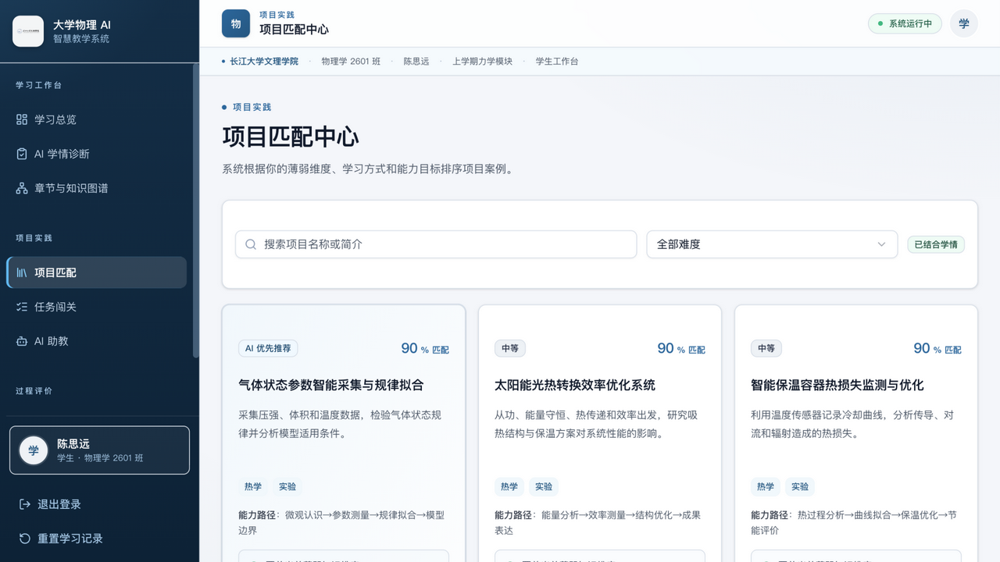 大学物理 AI
智慧教学系统
学习工作台
学习总览
AI 学情诊断
章节与知识图谱
项目实践
项目匹配
任务闯关
AI 助教
过程评价
学
陈思远
学生 · 物理学 2601 班
退出登录
重置学习记录
物
项目实践
项目匹配中心
系统运行中
学
长江大学文理学院 · 物理学 2601 班 · 陈思远 · 上学期力学模块 · 学生工作台
项目实践
项目匹配中心
系统根据你的薄弱维度、学习方式和能力目标排序项目案例。
搜索项目名称或简介
全部难度
已结合学情
AI 优先推荐
90 % 匹配
气体状态参数智能采集与规律拟合
采集压强、体积和温度数据，检验气体状态规
律并分析模型适用条件。
热学 实验
能力路径：微观认识→参数测量→规律拟合→模型
边界
中等
90 % 匹配
太阳能光热转换效率优化系统
从功、能量守恒、热传递和效率出发，研究吸
热结构与保温方案对系统性能的影响。
热学 实验
能力路径：能量分析→效率测量→结构优化→成果
表达
中等
90 % 匹配
智能保温容器热损失监测与优化
利用温度传感器记录冷却曲线，分析传导、对
流和辐射造成的热损失。
热学 实验
能力路径：热过程分析→曲线拟合→保温优化→节
能评价